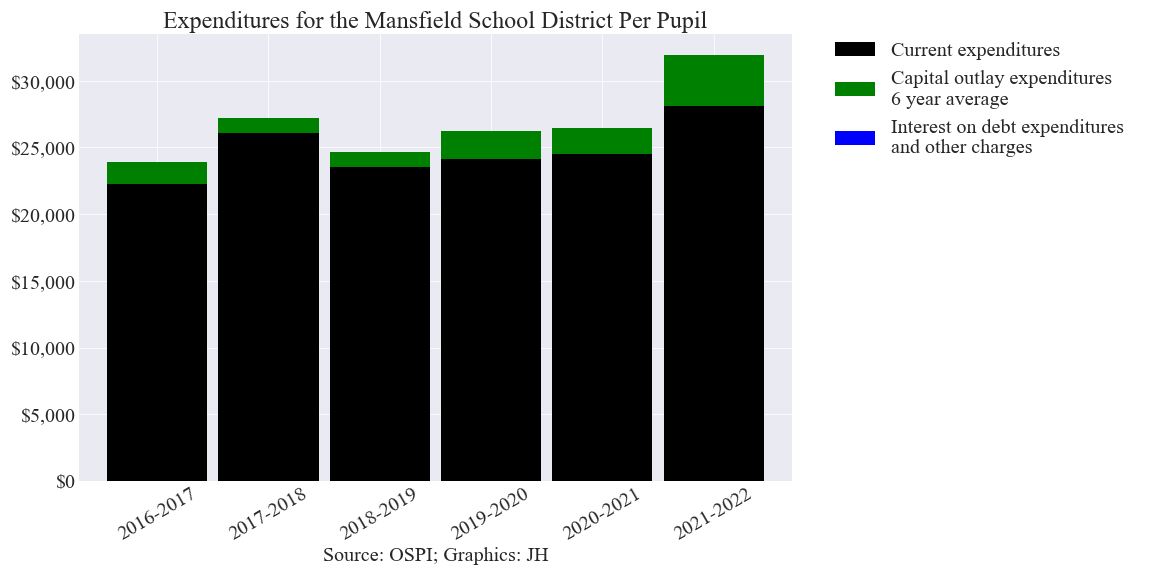 Expenditures for the Mansfield School District Per Pupil
Current expenditures
Capital outlay expenditures
6 year average
Interest on debt expenditures
and other charges
$30,000
$25,000
$20,000
$15,000
$10,000
$5,000
$0
2016-2017
2017-2018
2018-2019
2019-2020
2020-2021
2021-2022
Source: OSPI; Graphics: JH